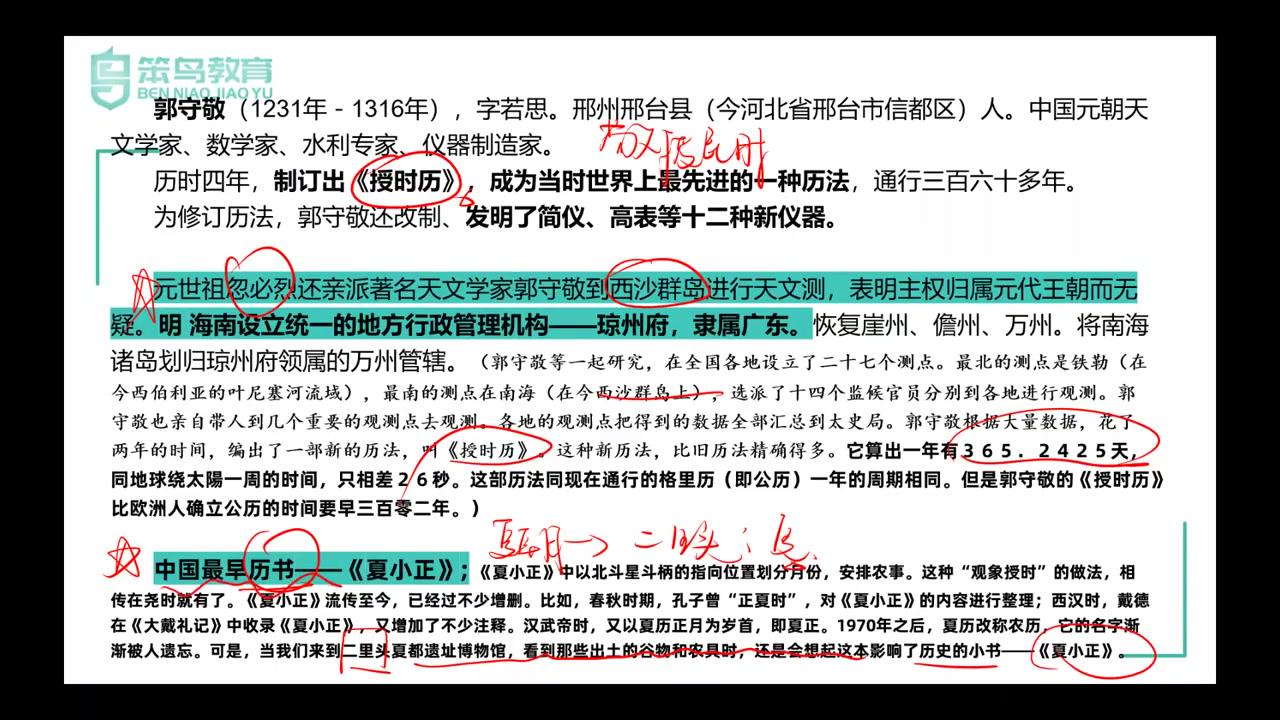 笨鸟教育
BEN NIAO JIAO YU
郭守敬（1231年－1316年），字若思。邢州邢台县（今河北省邢台市信都区）人。中国元朝天
文学家、数学家、水利专家、仪器制造家。
敬授民时
历时四年，制订出《授时历》，成为当时世界上最先进的一种历法，通行三百六十多年。
为修订历法，郭守敬还改制、发明了简仪、高表等十二种新仪器。
元世祖忽必烈还亲派著名天文学家郭守敬到西沙群岛进行天文测，表明主权归属元代王朝而无
疑。明 海南设立统一的地方行政管理机构——琼州府，隶属广东。恢复崖州、儋州、万州。将南海
诸岛划归琼州府领属的万州管辖。（郭守敬等一起研究，在全国各地设立了二十七个测点。最北的测点是铁勒（在
今西伯利亚的叶尼塞河流域），最南的测点在南海（在今西沙群岛上），选派了十四个监候官员分别到各地进行观测。郭
守敬也亲自带人到几个重要的观测点去观测。各地的观测点把得到的数据全部汇总到太史局。郭守敬根据大量数据，花了
两年的时间，编出了一部新的历法，叫《授时历》。这种新历法，比旧历法精确得多。它算出一年有３６５．２４２５天，
同地球绕太陽一周的时间，只相差２６秒。这部历法同现在通行的格里历（即公历）一年的周期相同。但是郭守敬的《授时历》
比欧洲人确立公历的时间要早三百零二年。）
二里头
中国最早历书——《夏小正》；《夏小正》中以北斗星斗柄的指向位置划分月份，安排农事。这种“观象授时”的做法，相
传在尧时就有了。《夏小正》流传至今，已经过不少增删。比如，春秋时期，孔子曾“正夏时”，对《夏小正》的内容进行整理；西汉时，戴德
在《大戴礼记》中收录《夏小正》，又增加了不少注释。汉武帝时，又以夏历正月为岁首，即夏正。1970年之后，夏历改称农历，它的名字渐
渐被人遗忘。可是，当我们来到二里头夏都遗址博物馆，看到那些出土的谷物和农具时，还是会想起这本影响了历史的小书——《夏小正》。